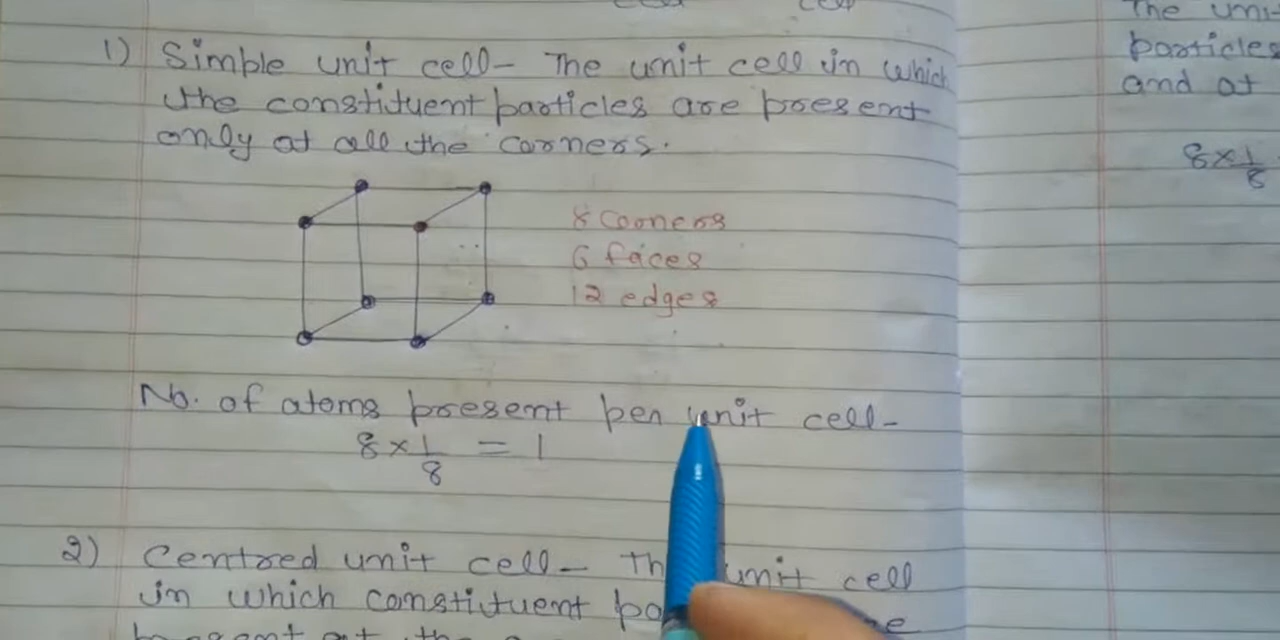 1) Simple unit cell- The unit cell in which
the constituent particles are present
only at all the corners.
8 corners
6 faces
12 edges
No. of atoms present per unit cell-
8 × 1/8 = 1
2) Centred unit cell- Th unit cell
in which constituent pa
The uni
particles
and at
8 × 1/8